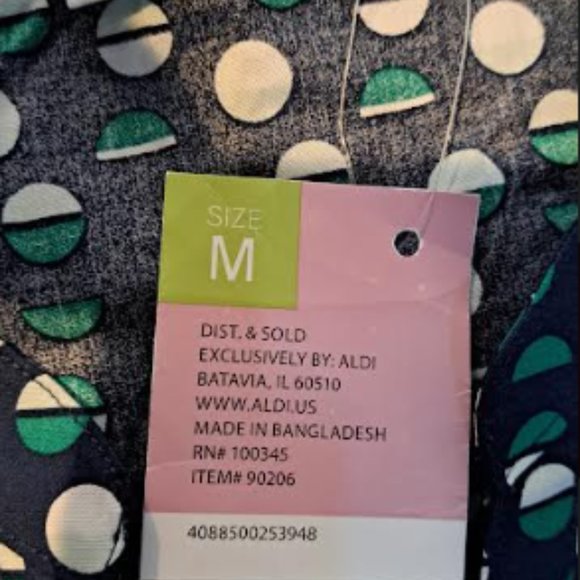 SIZE
M
DIST. & SOLD
EXCLUSIVELY BY: ALDI
BATAVIA, IL 60510
WWW.ALDI.US
MADE IN BANGLADESH
RN# 100345
ITEM# 90206
4088500253948